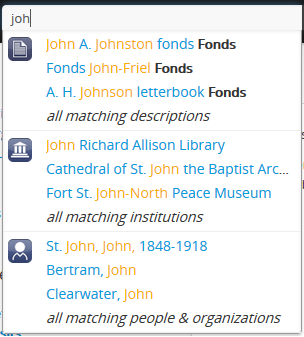 joh
John A. Johnston fonds Fonds
Fonds John-Friel Fonds
A. H. Johnson letterbook Fonds
all matching descriptions
John Richard Allison Library
Cathedral of St. John the Baptist Arc...
Fort St. John-North Peace Museum
all matching institutions
St. John, John, 1848-1918
Bertram, John
Clearwater, John
all matching people & organizations